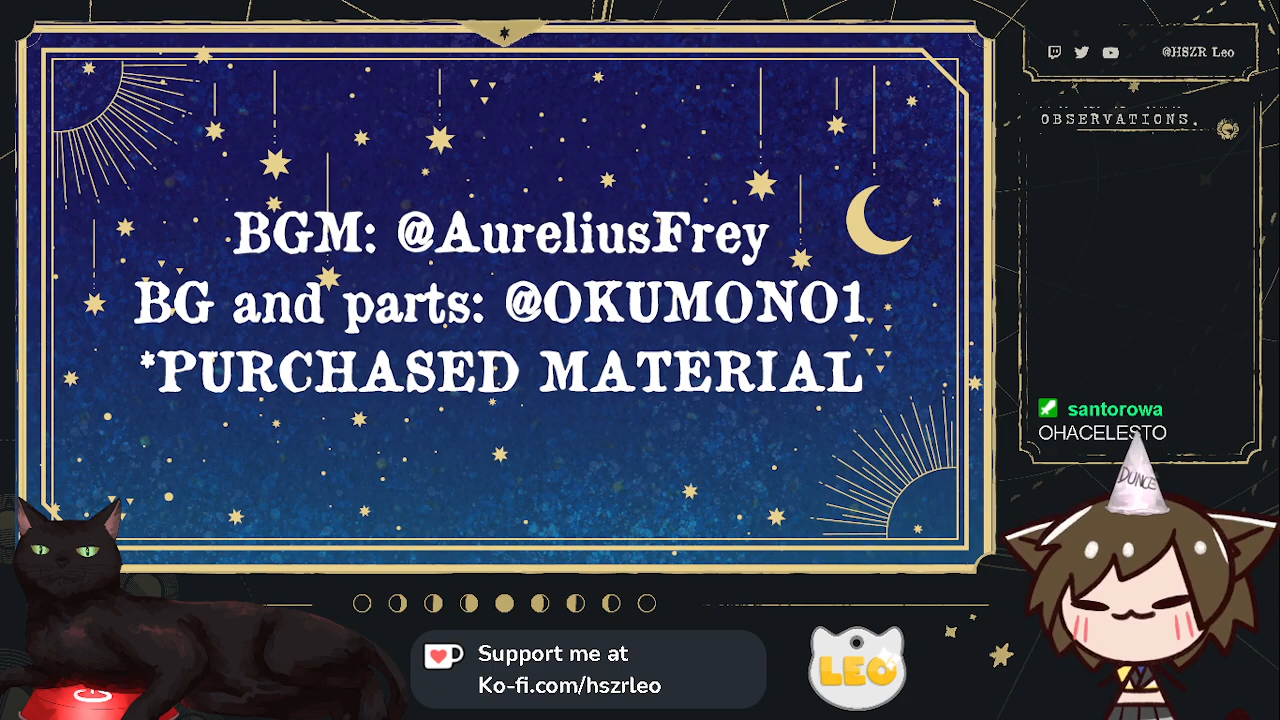 @HSZR Leo
OBSERVATIONS.
BGM: @AureliusFrey
BG and parts: @OKUMONO1
*PURCHASED MATERIAL
santorowa
OHACELESTO
DUNCE
Support me at
Ko-fi.com/hszrleo
LEO